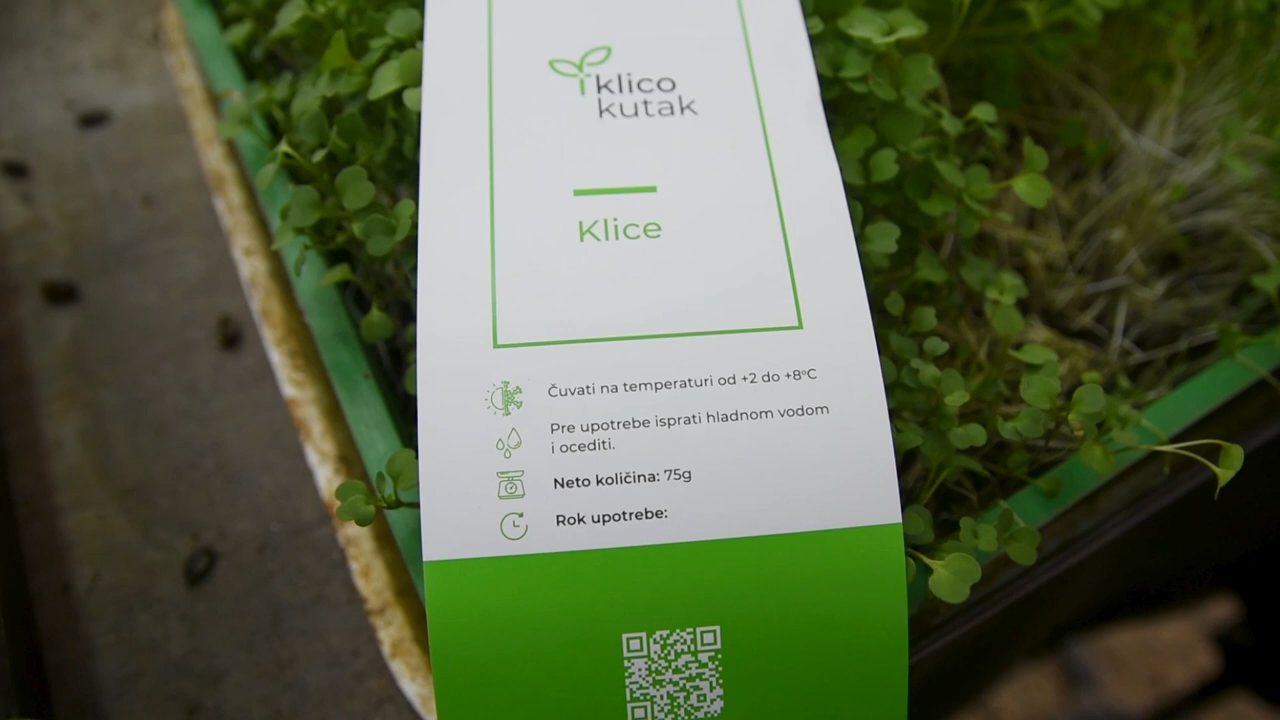 klico
kutak
Klice
Čuvati na temperaturi od +2 do +8°C
Pre upotrebe isprati hladnom vodom
i ocediti.
Neto količina: 75g
Rok upotrebe: